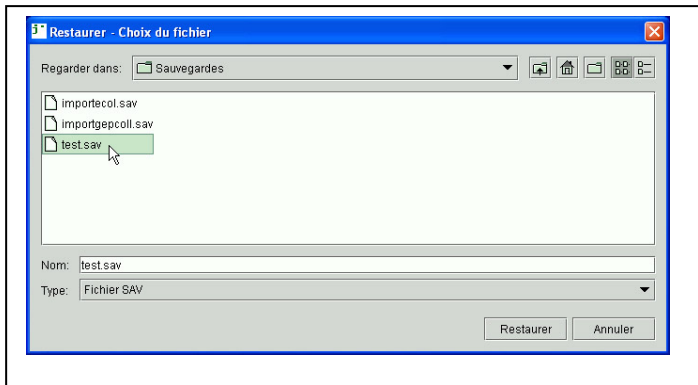 Restaurer - Choix du fichier
Regarder dans: Sauvegardes
importecol.sav
importgepcoll.sav
test.sav
Nom: test.sav
Type: Fichier SAV
Restaurer Annuler